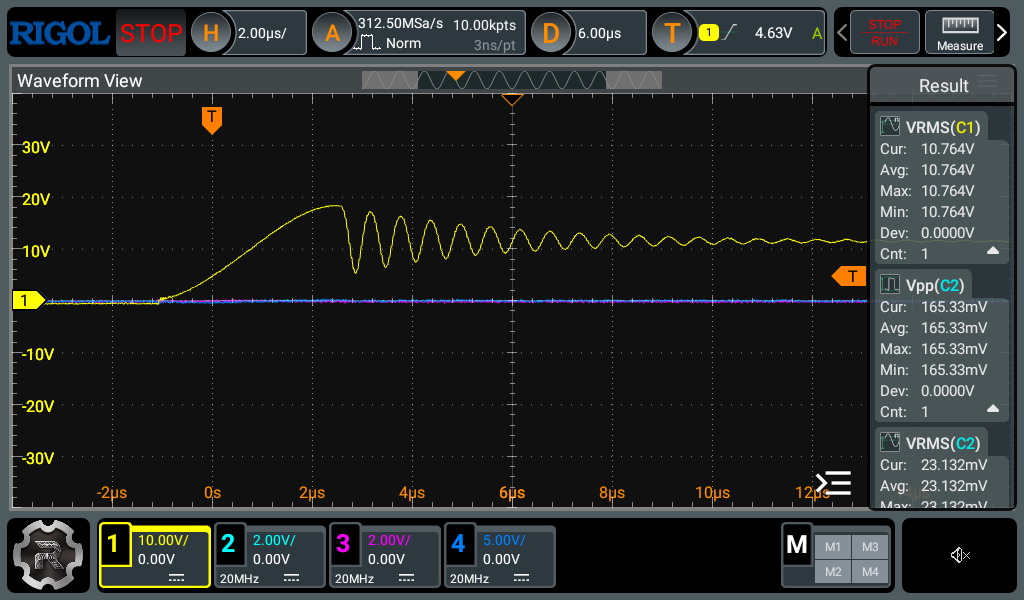 RIGOL STOP H 2.00μs/ A 312.50MSa/s 10.00kpts D 6.00μs T 1 4.63V A STOP
RUN Measure
Norm 3ns/pt
Waveform View
Result
T
30V
20V
10V
1
-10V
-20V
-30V
T
-2μs 0s 2μs 4μs 6μs 8μs 10μs 12μs
VRMS(C1)
Cur: 10.764V
Avg: 10.764V
Max: 10.764V
Min: 10.764V
Dev: 0.0000V
Cnt: 1
Vpp(C2)
Cur: 165.33mV
Avg: 165.33mV
Max: 165.33mV
Min: 165.33mV
Dev: 0.0000V
Cnt: 1
VRMS(C2)
Cur: 23.132mV
Avg: 23.132mV
Max: 23.132mV
R
1 10.00V/
0.00V
2 2.00V/
0.00V
20MHz
3 2.00V/
0.00V
20MHz
4 5.00V/
0.00V
20MHz
M M1 M3
M2 M4